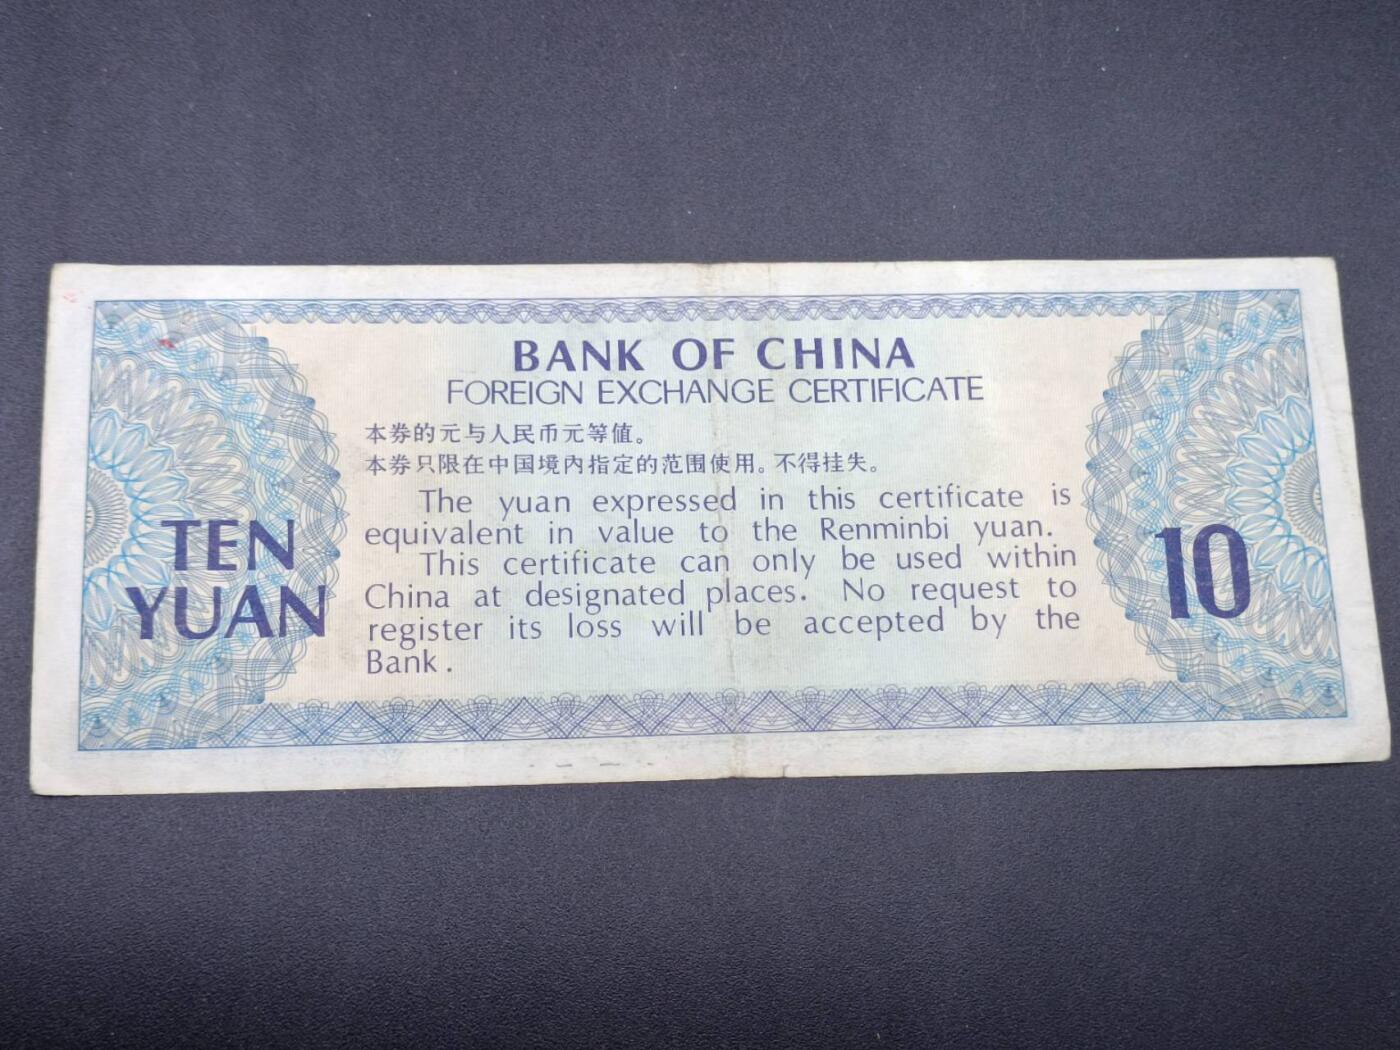 BANK OF CHINA
FOREIGN EXCHANGE CERTIFICATE
本券的元与人民币元等值。
本券只限在中国境内指定的范围使用。不得挂失。
The yuan expressed in this certificate is
equivalent in value to the Renminbi yuan.
This certificate can only be used within
China at designated places. No request to
register its loss will be accepted by the
Bank.
TEN
YUAN
10